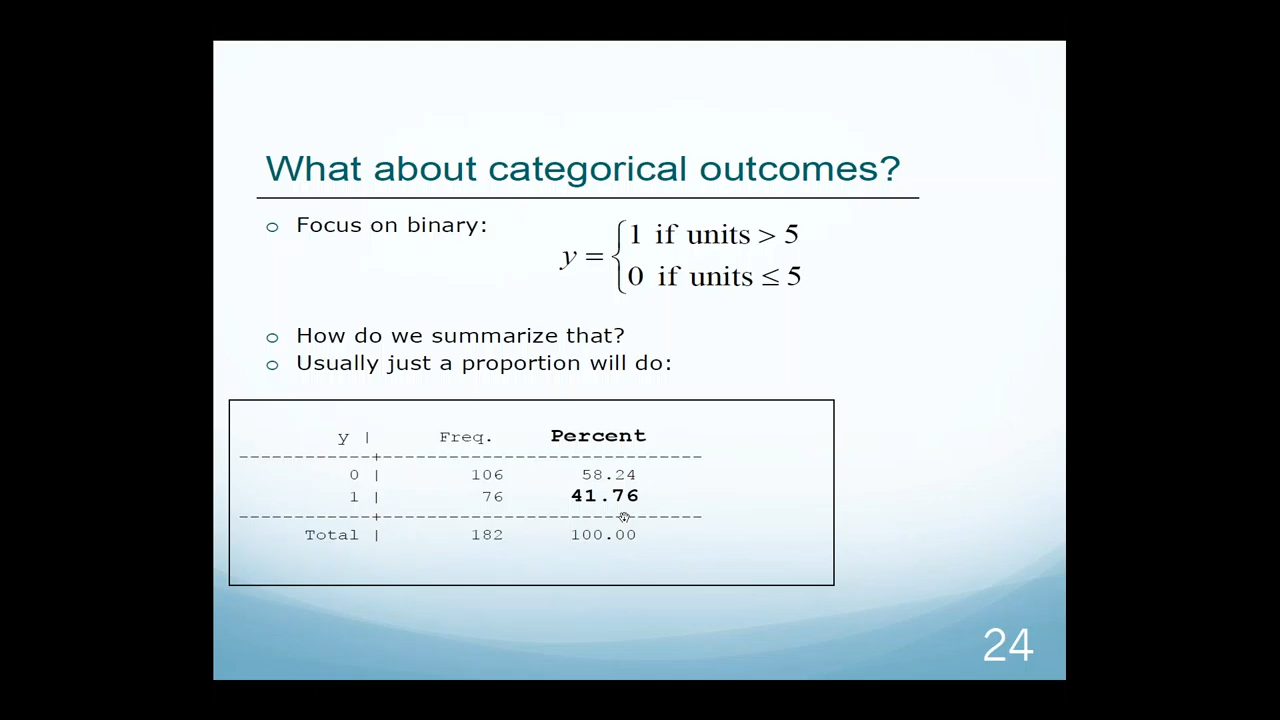 What about categorical outcomes?
o Focus on binary:
y = { 1 if units > 5
0 if units ≤ 5
o How do we summarize that?
o Usually just a proportion will do:
y | Freq. Percent
------------+-----------------------------
0 | 106 58.24
1 | 76 41.76
------------+-----------------------------
Total | 182 100.00
24